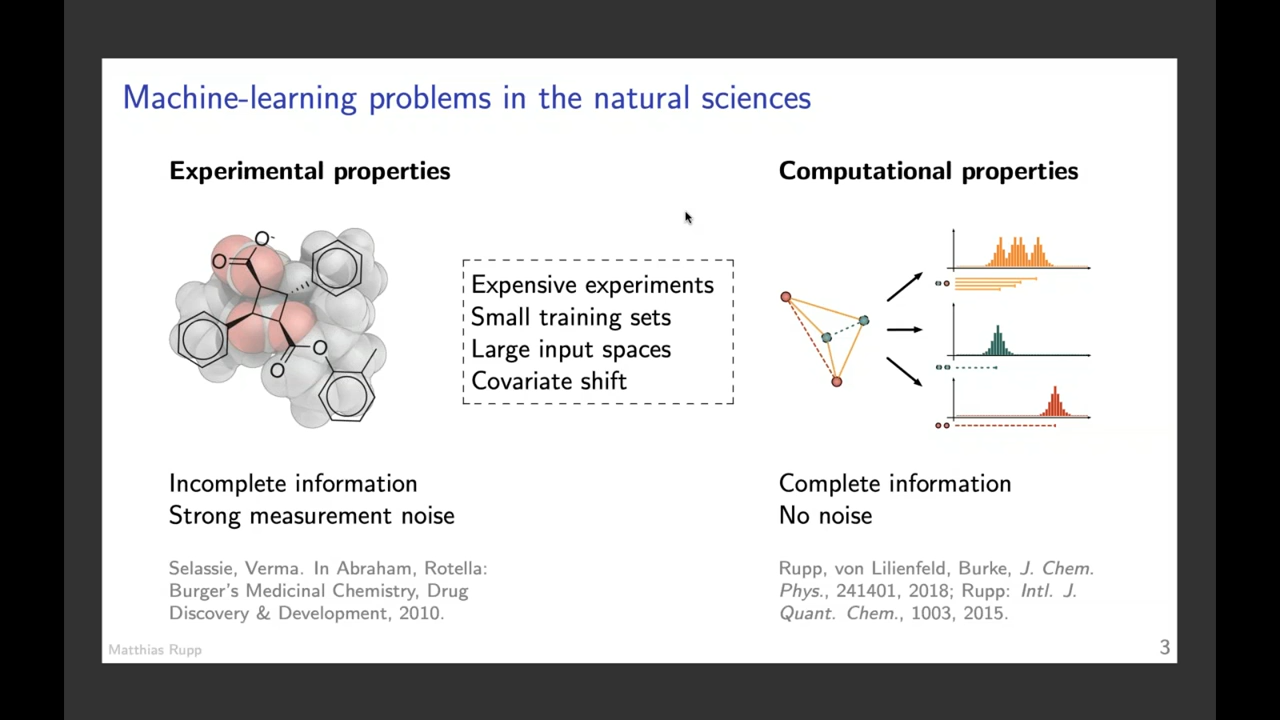 Machine-learning problems in the natural sciences
Experimental properties
O
O-
O
O
Incomplete information
Strong measurement noise
Selassie, Verma. In Abraham, Rotella:
Burger's Medicinal Chemistry, Drug
Discovery & Development, 2010.
Expensive experiments
Small training sets
Large input spaces
Covariate shift
Computational properties
Complete information
No noise
Rupp, von Lilienfeld, Burke, J. Chem.
Phys., 241401, 2018; Rupp: Intl. J.
Quant. Chem., 1003, 2015.
Matthias Rupp
3